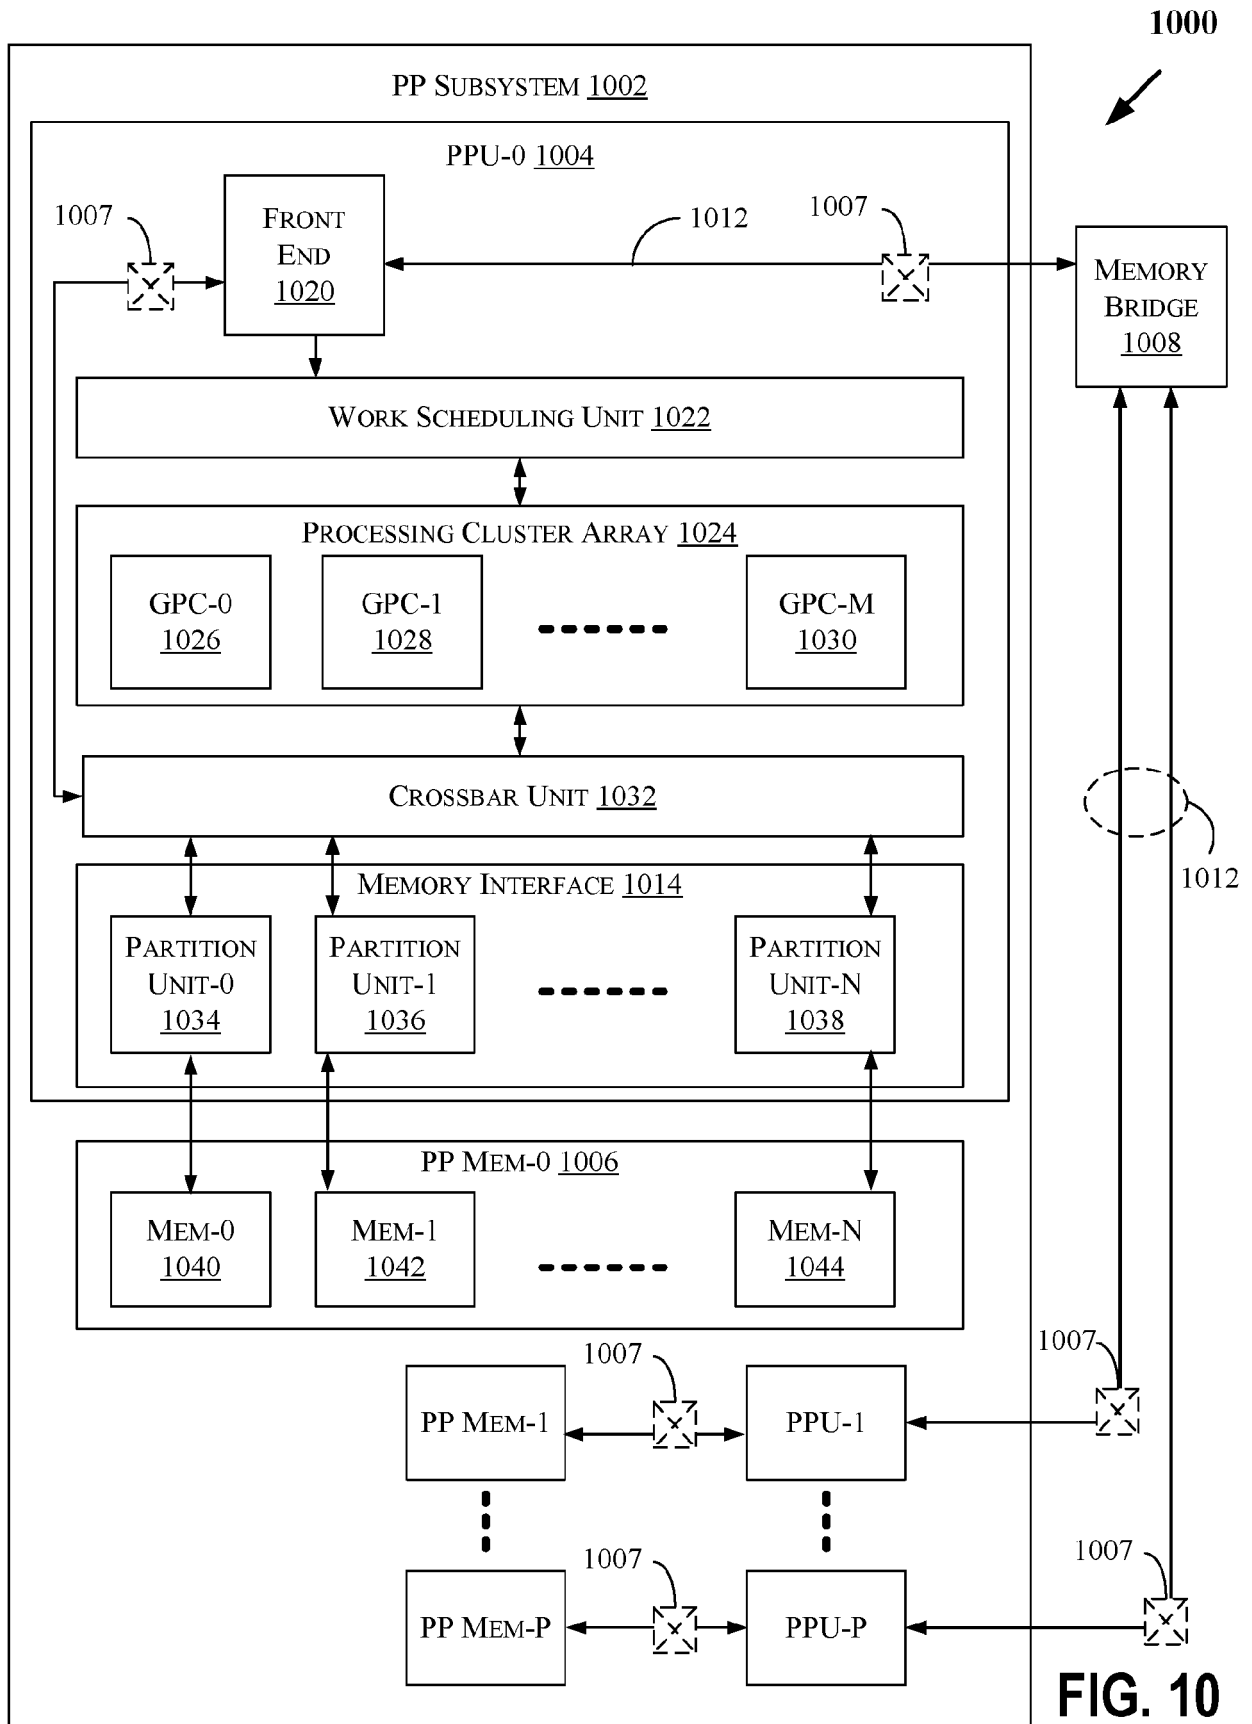 1000
PP SUBSYSTEM 1002
PPU-0 1004
1007
FRONT
END
1020
1012
1007
MEMORY
BRIDGE
1008
WORK SCHEDULING UNIT 1022
PROCESSING CLUSTER ARRAY 1024
GPC-0
1026
GPC-1
1028
GPC-M
1030
CROSSBAR UNIT 1032
1012
MEMORY INTERFACE 1014
PARTITION
UNIT-0
1034
PARTITION
UNIT-1
1036
PARTITION
UNIT-N
1038
PP MEM-0 1006
MEM-0
1040
MEM-1
1042
MEM-N
1044
1007
1007
PP MEM-1
PPU-1
1007
1007
PP MEM-P
PPU-P
FIG. 10